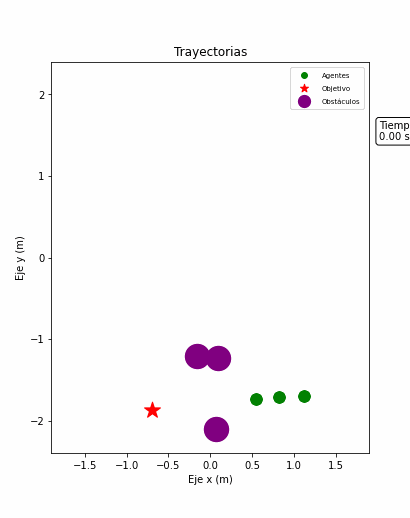 Trayectorias
Agentes
Objetivo
Obstáculos
0.00 s
Eje y (m)
2
1
0
−1
−2
−1.5
−1.0
−0.5
0.0
0.5
1.0
1.5
Eje x (m)